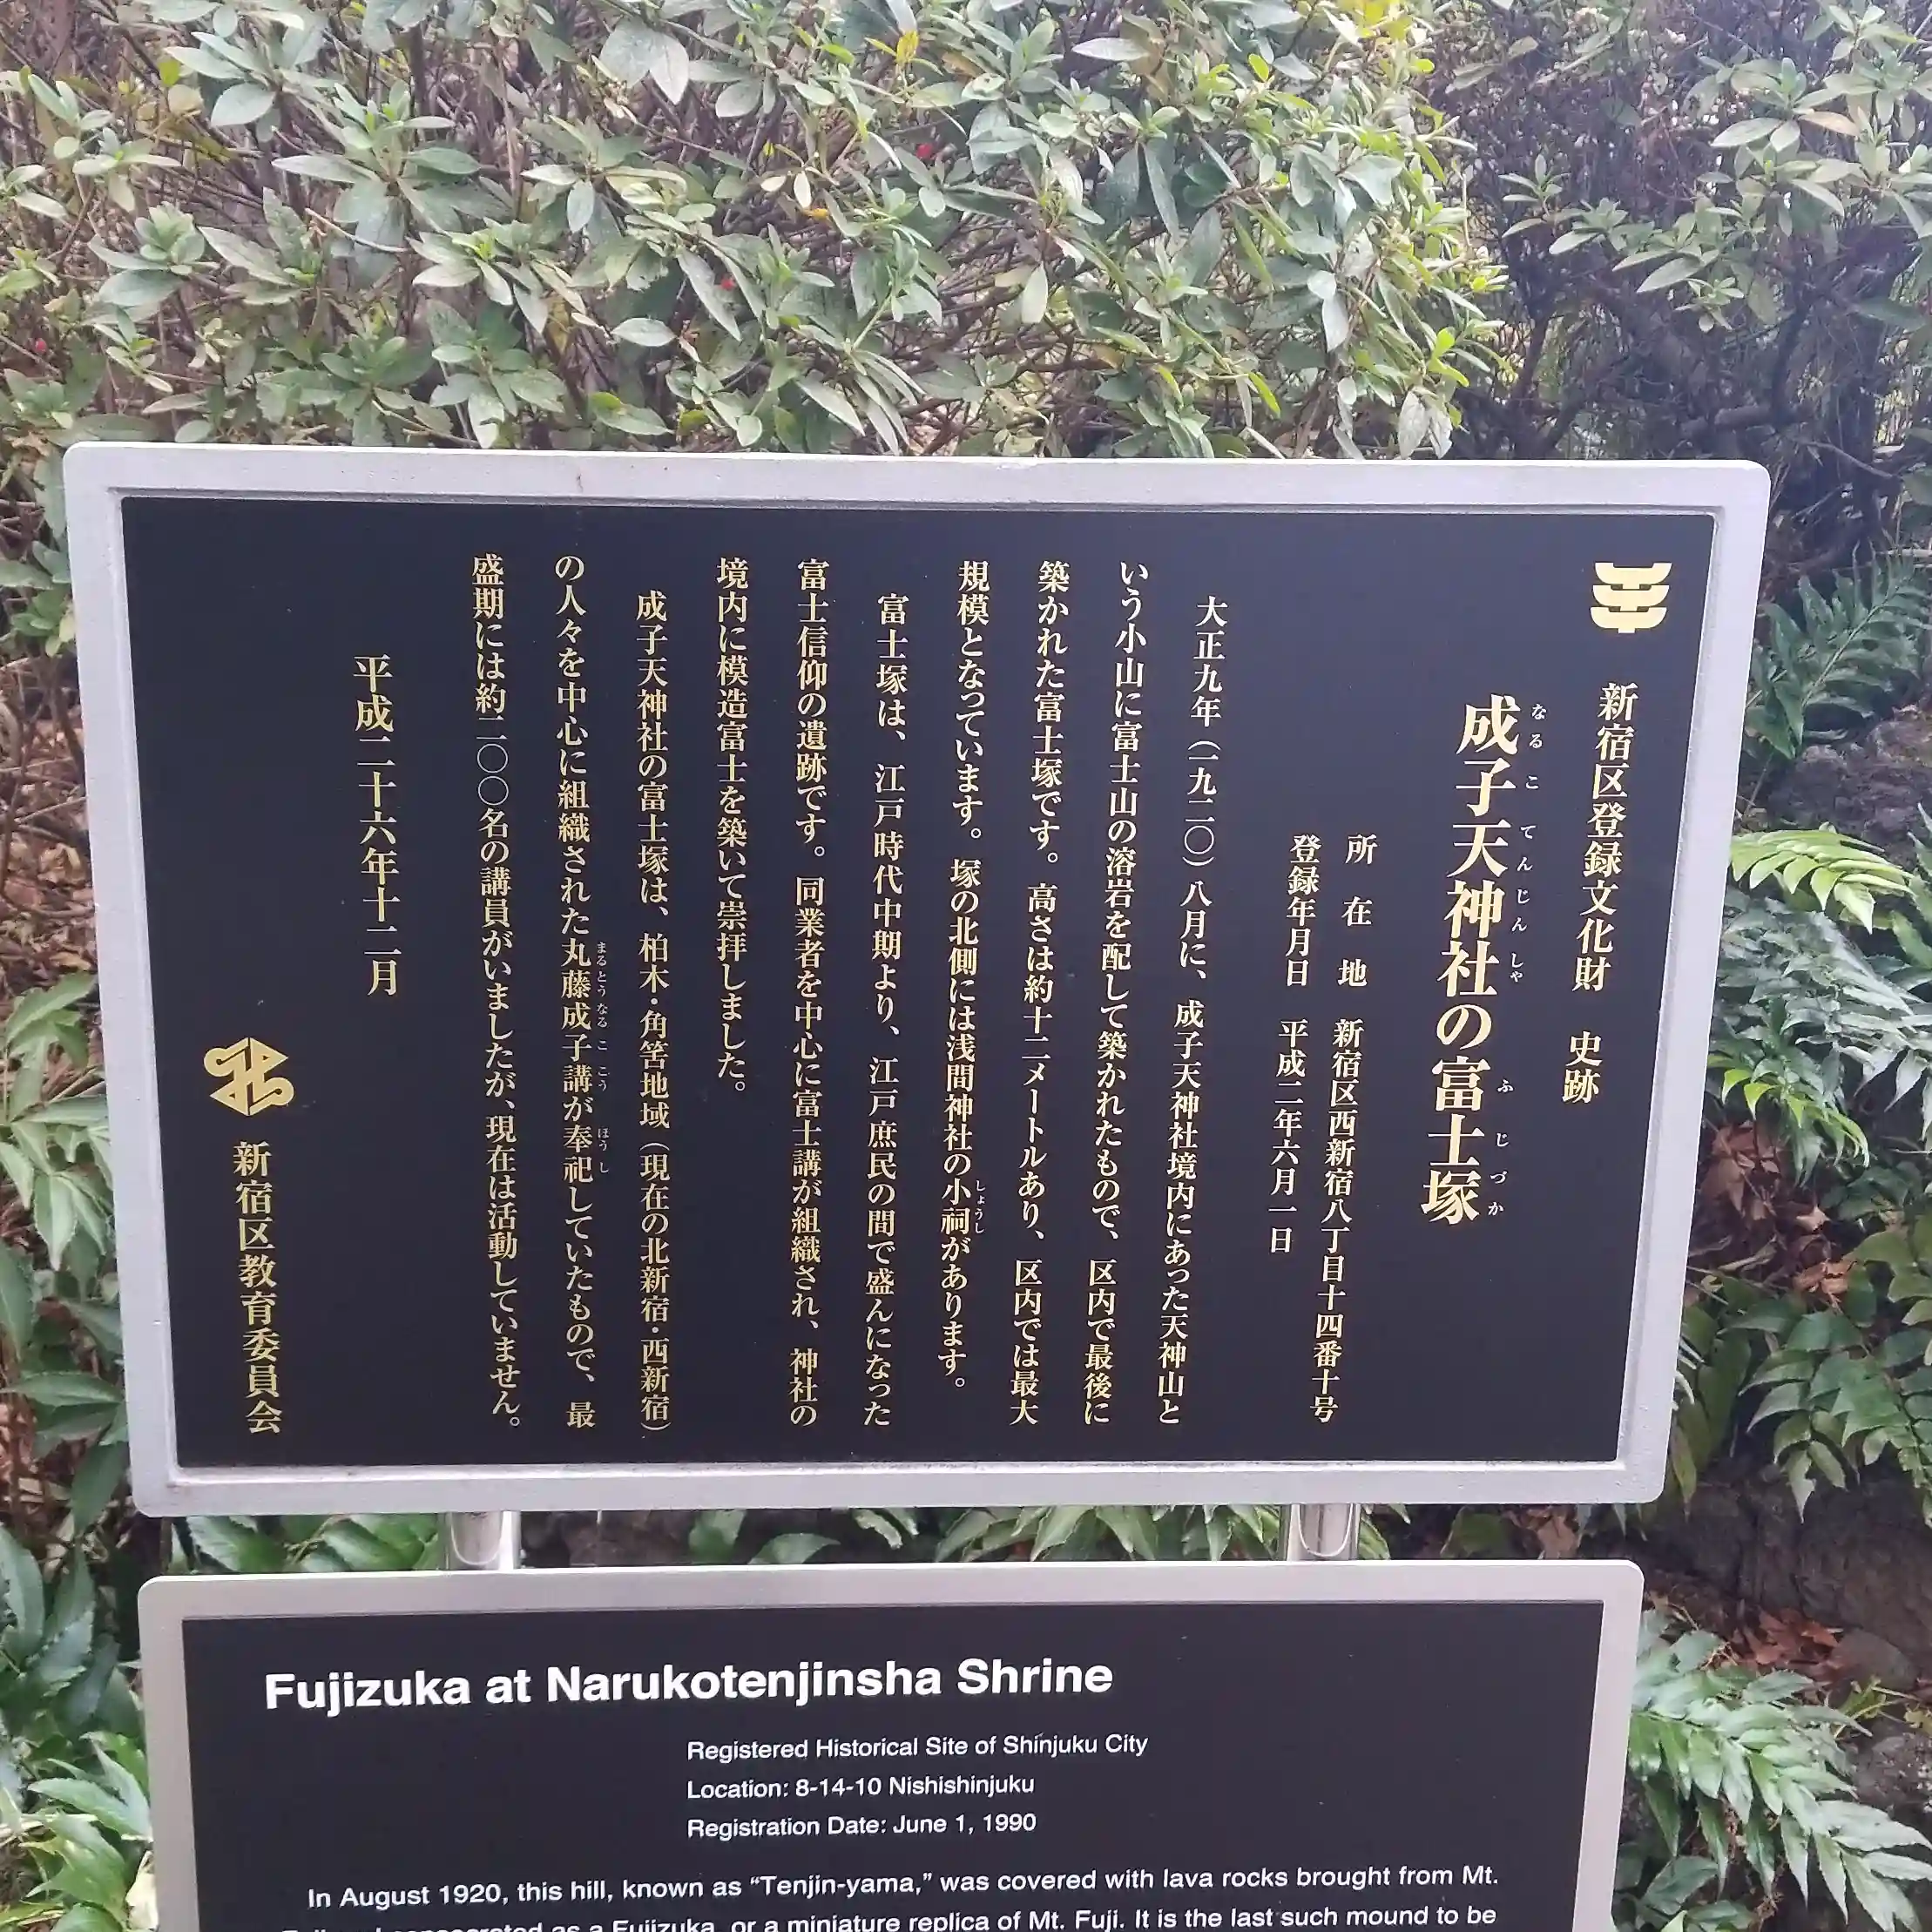 新宿区登録文化財 史跡
成子天神社の富士塚
なるこ てんじんしゃ ふじづか
所在地 新宿区西新宿八丁目十四番十号
登録年月日 平成二年六月一日
大正九年（一九二〇）八月に、成子天神社境内にあった天神山と
いう小山に富士山の溶岩を配して築かれたもので、区内で最後に
築かれた富士塚です。高さは約十二メートルあり、区内では最大
規模となっています。塚の北側には浅間神社の小祠があります。
しょうし
富士塚は、江戸時代中期より、江戸庶民の間で盛んになった
富士信仰の遺跡です。同業者を中心に富士講が組織され、神社の
境内に模造富士を築いて崇拝しました。
成子天神社の富士塚は、柏木・角筈地域（現在の北新宿・西新宿）
の人々を中心に組織された丸藤成子講が奉祀していたもので、最
まるとうなるここう ほうし
盛期には約二〇〇名の講員がいましたが、現在は活動していません。
平成二十六年十二月
新宿区教育委員会
Fujizuka at Narukotenjinsha Shrine
Registered Historical Site of Shinjuku City
Location: 8-14-10 Nishishinjuku
Registration Date: June 1, 1990
In August 1920, this hill, known as “Tenjin-yama,” was covered with lava rocks brought from Mt.
consecrated as a Fujizuka, or a miniature replica of Mt. Fuji. It is the last such mound to be